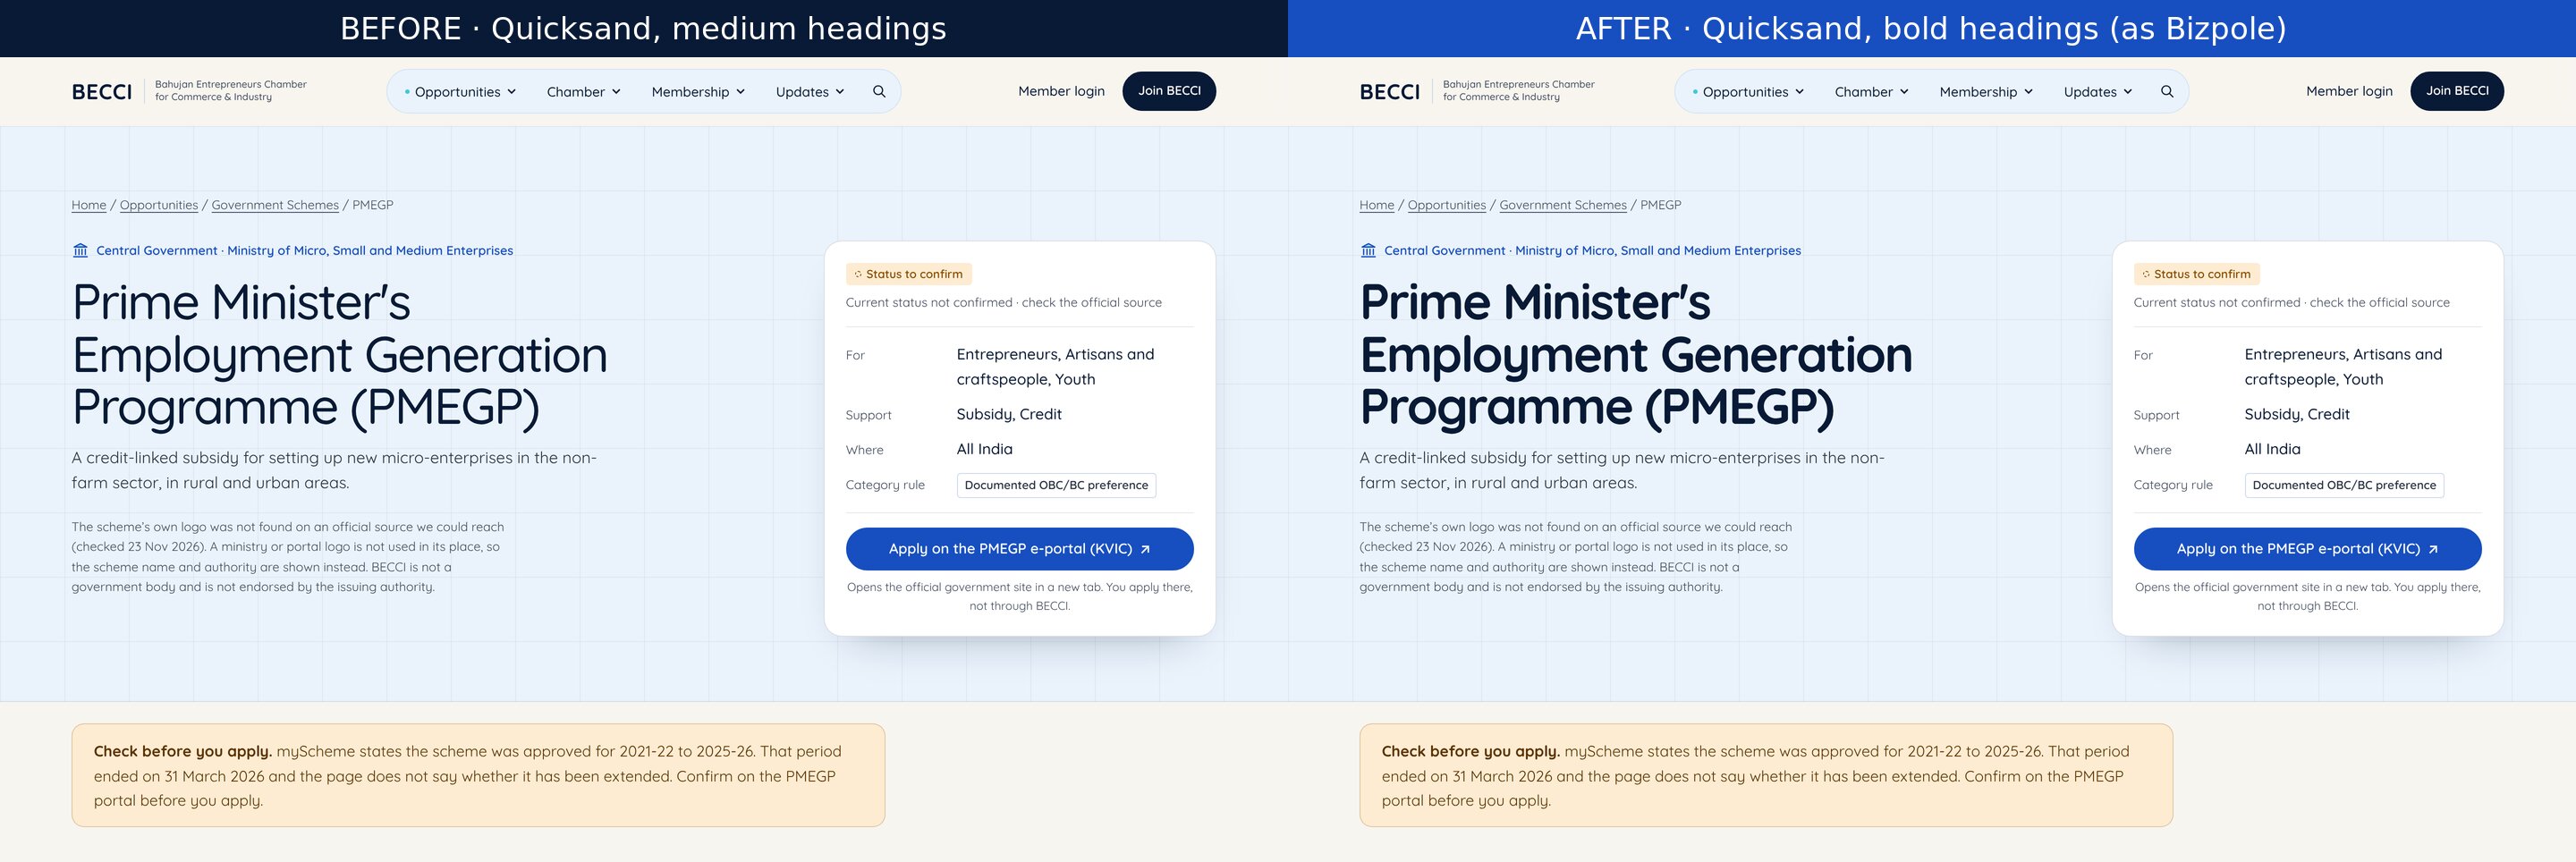 BEFORE · Quicksand, medium headings
BECCI
Bahujan Entrepreneurs Chamber
for Commerce & Industry
Opportunities
Chamber
Membership
Updates
Member login
Join BECCI
Home / Opportunities / Government Schemes / PMEGP
Central Government · Ministry of Micro, Small and Medium Enterprises
Prime Minister's
Employment Generation
Programme (PMEGP)
A credit-linked subsidy for setting up new micro-enterprises in the non-
farm sector, in rural and urban areas.
The scheme's own logo was not found on an official source we could reach
(checked 23 Nov 2026). A ministry or portal logo is not used in its place, so
the scheme name and authority are shown instead. BECCI is not a
government body and is not endorsed by the issuing authority.
Status to confirm
Current status not confirmed · check the official source
For
Entrepreneurs, Artisans and
craftspeople, Youth
Support
Subsidy, Credit
Where
All India
Category rule
Documented OBC/BC preference
Apply on the PMEGP e-portal (KVIC)
Opens the official government site in a new tab. You apply there,
not through BECCI.
Check before you apply. myScheme states the scheme was approved for 2021-22 to 2025-26. That period
ended on 31 March 2026 and the page does not say whether it has been extended. Confirm on the PMEGP
portal before you apply.
AFTER · Quicksand, bold headings (as Bizpole)
BECCI
Bahujan Entrepreneurs Chamber
for Commerce & Industry
Opportunities
Chamber
Membership
Updates
Member login
Join BECCI
Home / Opportunities / Government Schemes / PMEGP
Central Government · Ministry of Micro, Small and Medium Enterprises
Prime Minister's
Employment Generation
Programme (PMEGP)
A credit-linked subsidy for setting up new micro-enterprises in the non-
farm sector, in rural and urban areas.
The scheme's own logo was not found on an official source we could reach
(checked 23 Nov 2026). A ministry or portal logo is not used in its place, so
the scheme name and authority are shown instead. BECCI is not a
government body and is not endorsed by the issuing authority.
Status to confirm
Current status not confirmed · check the official source
For
Entrepreneurs, Artisans and
craftspeople, Youth
Support
Subsidy, Credit
Where
All India
Category rule
Documented OBC/BC preference
Apply on the PMEGP e-portal (KVIC)
Opens the official government site in a new tab. You apply there,
not through BECCI.
Check before you apply. myScheme states the scheme was approved for 2021-22 to 2025-26. That period
ended on 31 March 2026 and the page does not say whether it has been extended. Confirm on the PMEGP
portal before you apply.